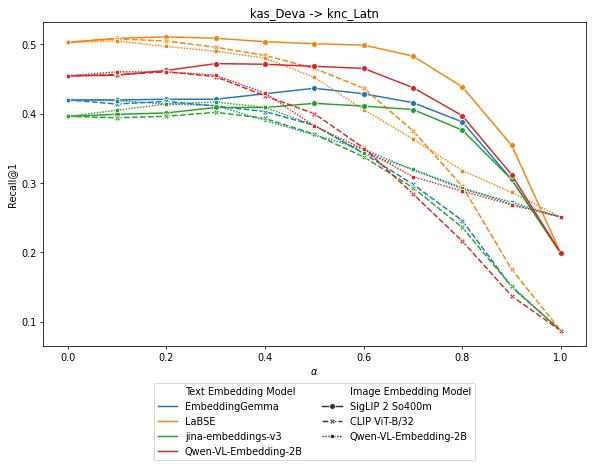 kas_Deva -> knc_Latn
Recall@1
0.5
0.4
0.3
0.2
0.1
0.0 0.2 0.4 0.6 0.8 1.0
α
Text Embedding Model
EmbeddingGemma
LaBSE
jina-embeddings-v3
Qwen-VL-Embedding-2B
Image Embedding Model
SigLIP 2 So400m
CLIP ViT-B/32
Qwen-VL-Embedding-2B